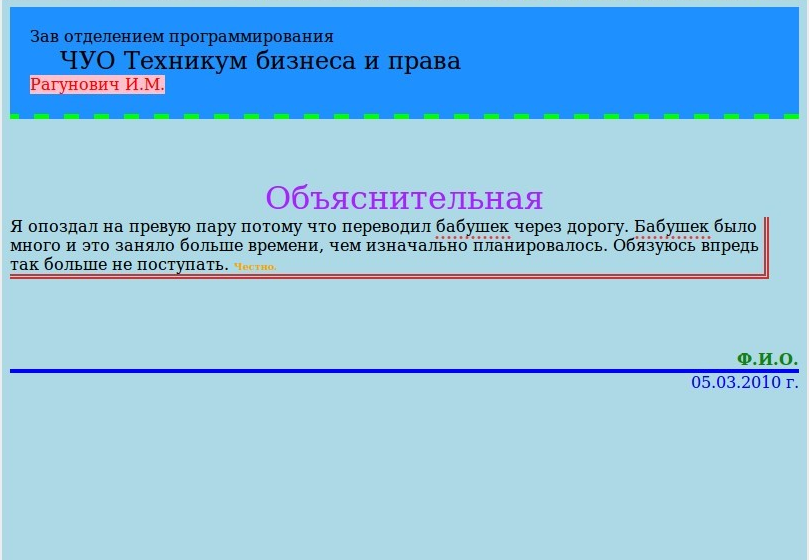 Зав отделением программирования
ЧУО Техникум бизнеса и права
Рагунович И.М.
Объяснительная
Я опоздал на превую пару потому что переводил бабушек через дорогу. Бабушек было
много и это заняло больше времени, чем изначально планировалось. Обязуюсь впредь
так больше не поступать. Честно.
Ф.И.О.
05.03.2010 г.